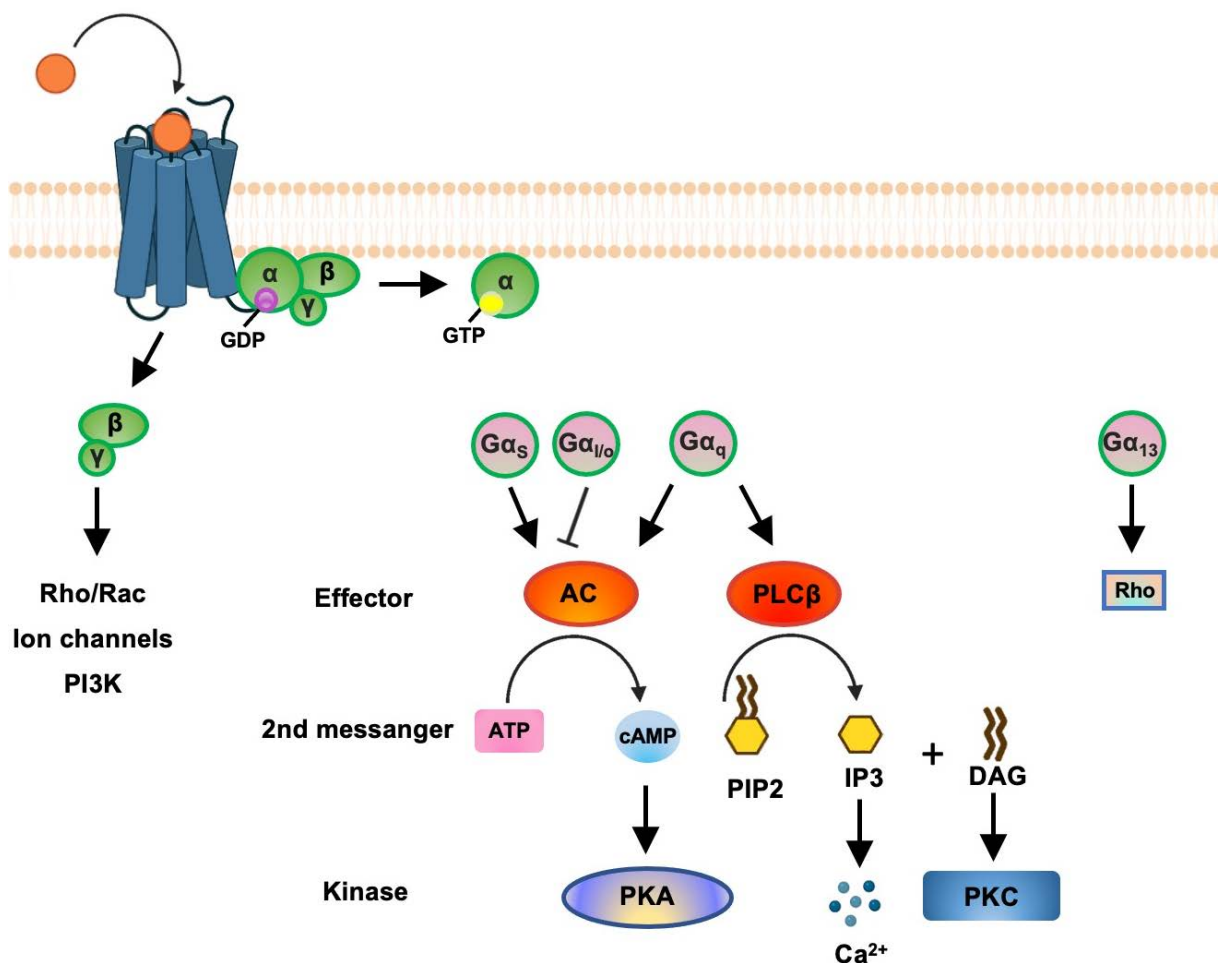 α
β
γ
GDP
α
GTP
β
γ
Rho/Rac
Ion channels
PI3K
GαS
GαI/o
Gαq
Gα13
Effector
AC
PLCβ
Rho
2nd messanger
ATP
cAMP
PIP2
IP3
+
DAG
Kinase
PKA
Ca2+
PKC